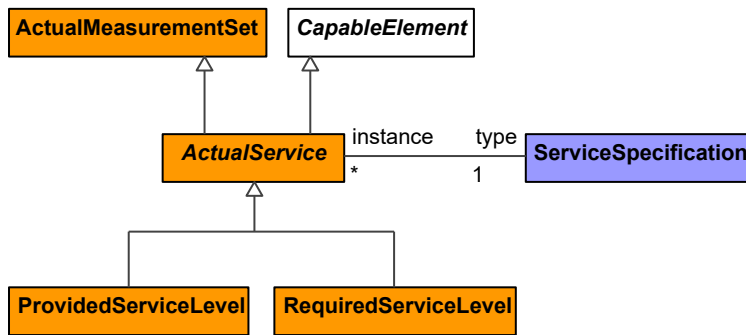 ActualMeasurementSet
CapableElement
ActualService
instance
type
ServiceSpecification
*
1
ProvidedServiceLevel
RequiredServiceLevel